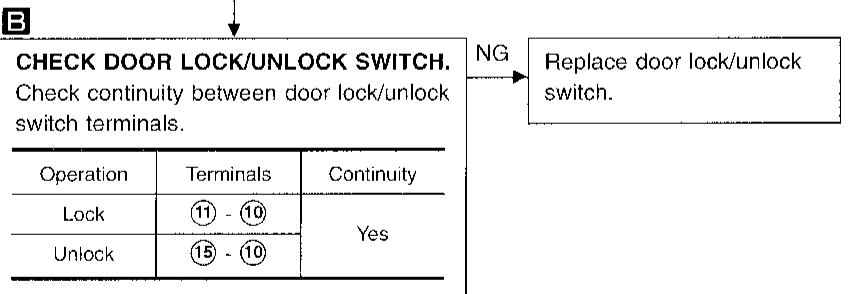 B
CHECK DOOR LOCK/UNLOCK SWITCH.
Check continuity between door lock/unlock
switch terminals.
NG
Replace door lock/unlock
switch.
Operation Terminals Continuity
Lock ⑪ - ⑩
Yes
Unlock ⑮ - ⑩